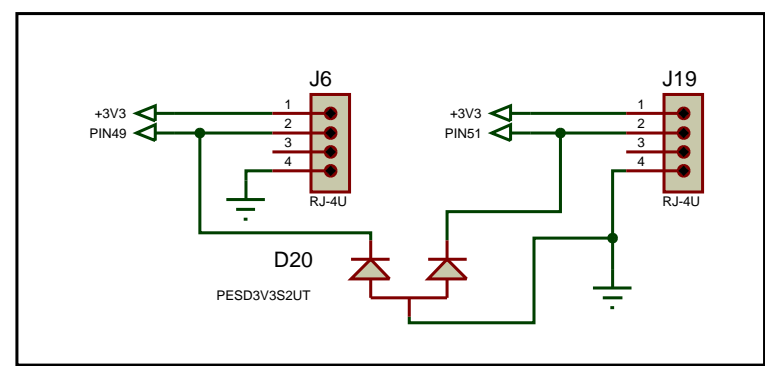 J6
J19
+3V3
1
+3V3
1
PIN49
2
PIN51
2
3
3
4
4
RJ-4U
RJ-4U
D20
PESD3V3S2UT